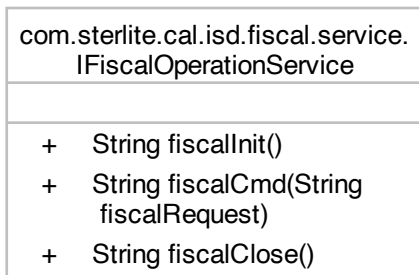 com.sterlite.cal.isd.fiscal.service.
IFiscalOperationService
+ String fiscalInit()
+ String fiscalCmd(String
fiscalRequest)
+ String fiscalClose()